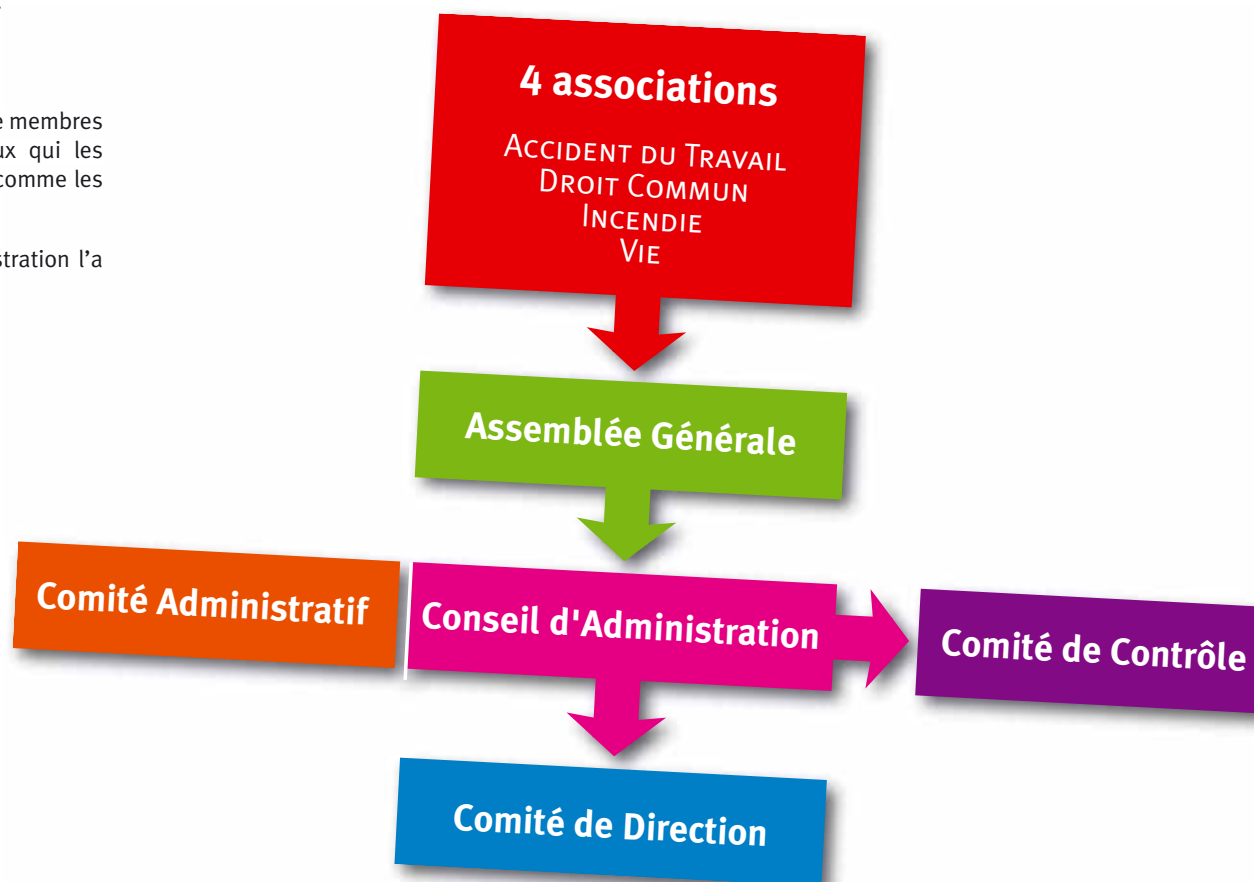 e membres
ux qui les
comme les
stration l'a
4 associations
Accident du Travail
Droit Commun
Incendie
Vie
Assemblée Générale
Comité Administratif
Conseil d'Administration
Comité de Contrôle
Comité de Direction